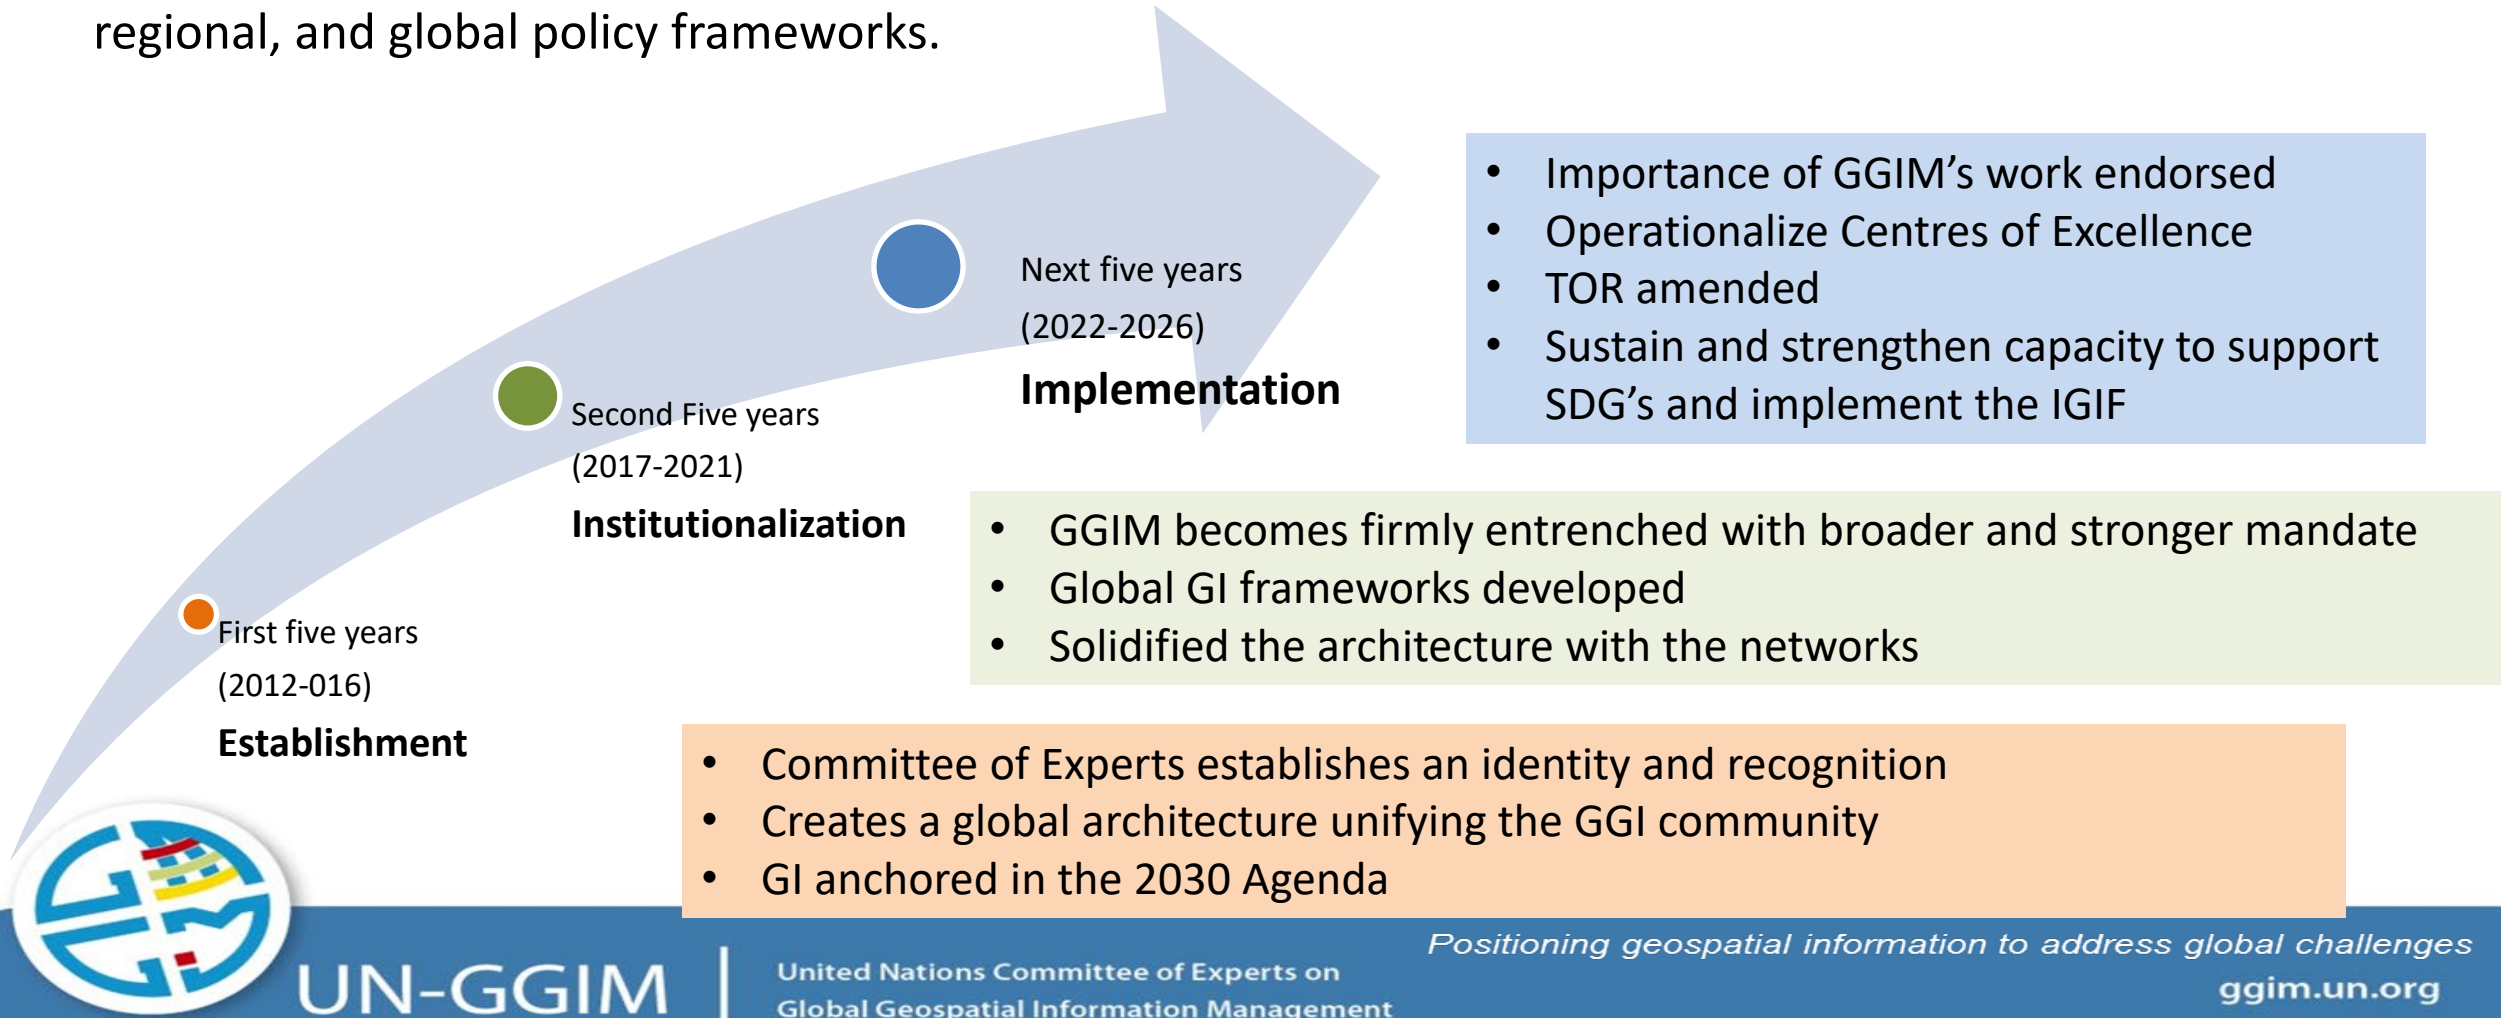 regional, and global policy frameworks.
Next five years
(2022-2026)
Implementation
• Importance of GGIM’s work endorsed
• Operationalize Centres of Excellence
• TOR amended
• Sustain and strengthen capacity to support
SDG’s and implement the IGIF
Second Five years
(2017-2021)
Institutionalization
• GGIM becomes firmly entrenched with broader and stronger mandate
• Global GI frameworks developed
• Solidified the architecture with the networks
First five years
(2012-016)
Establishment
• Committee of Experts establishes an identity and recognition
• Creates a global architecture unifying the GGI community
• GI anchored in the 2030 Agenda
UN-GGIM
United Nations Committee of Experts on
Global Geospatial Information Management
Positioning geospatial information to address global challenges
ggim.un.org